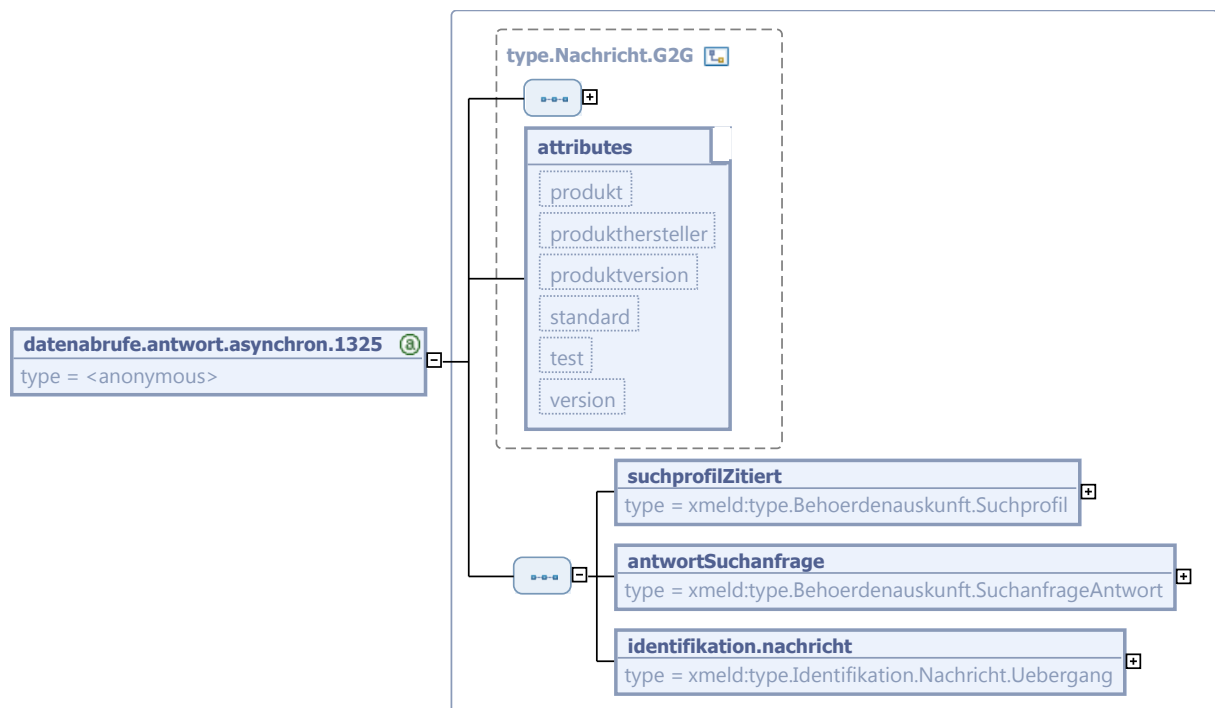 type.Nachricht.G2G
attributes
produkt
produkthersteller
produktversion
standard
test
version
datenabrufe.antwort.asynchron.1325
type = <anonymous>
suchprofilZitiert
type = xmeld:type.Behoerdenauskunft.Suchprofil
antwortSuchanfrage
type = xmeld:type.Behoerdenauskunft.SuchanfrageAntwort
identifikation.nachricht
type = xmeld:type.Identifikation.Nachricht.Uebergang